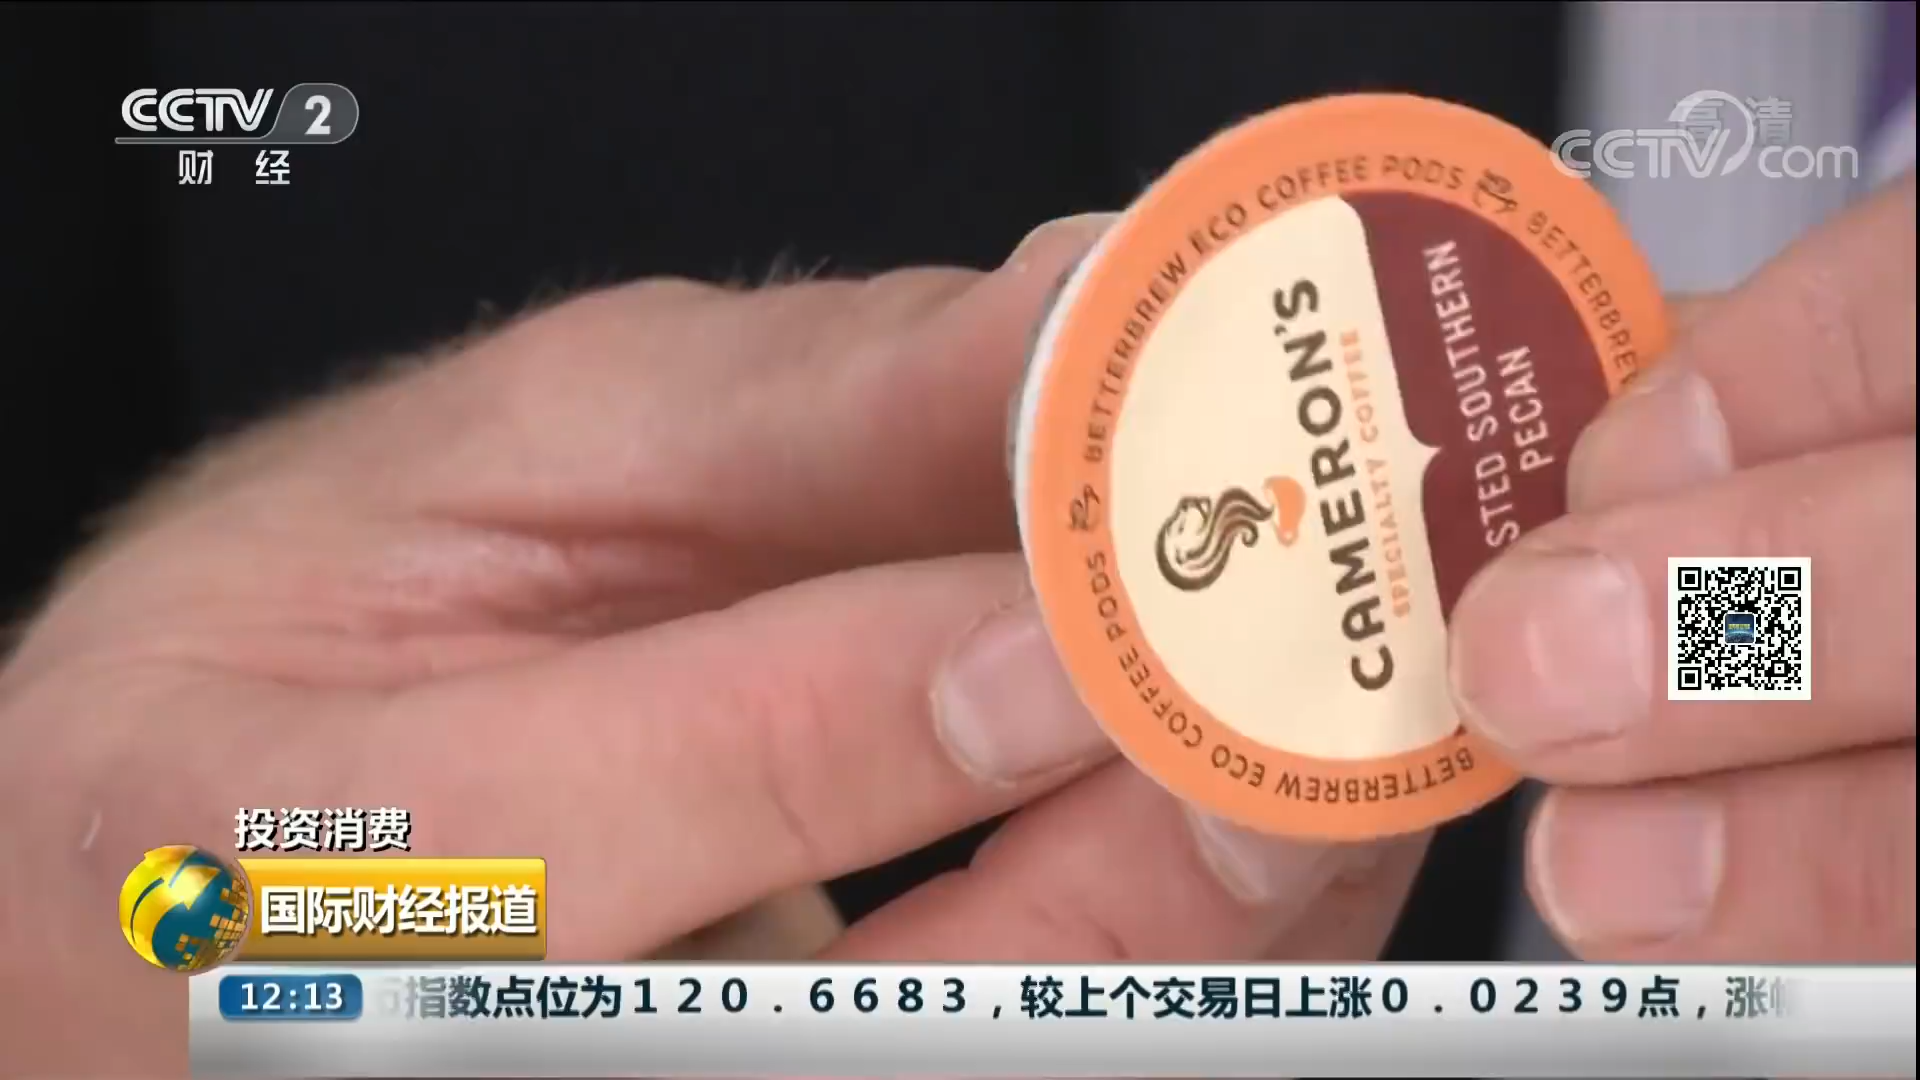 CCTV 2
财 经
高清
CCTV com
BETTERBREW ECO COFFEE PODS
BETTERBREW
BETTERBREW ECO COFFEE PODS
CAMERON'S
SPECIALTY COFFEE
STED SOUTHERN
PECAN
投资消费
国际财经报道
12:13
指数点位为120.6683,较上个交易日上涨0.0239点,涨